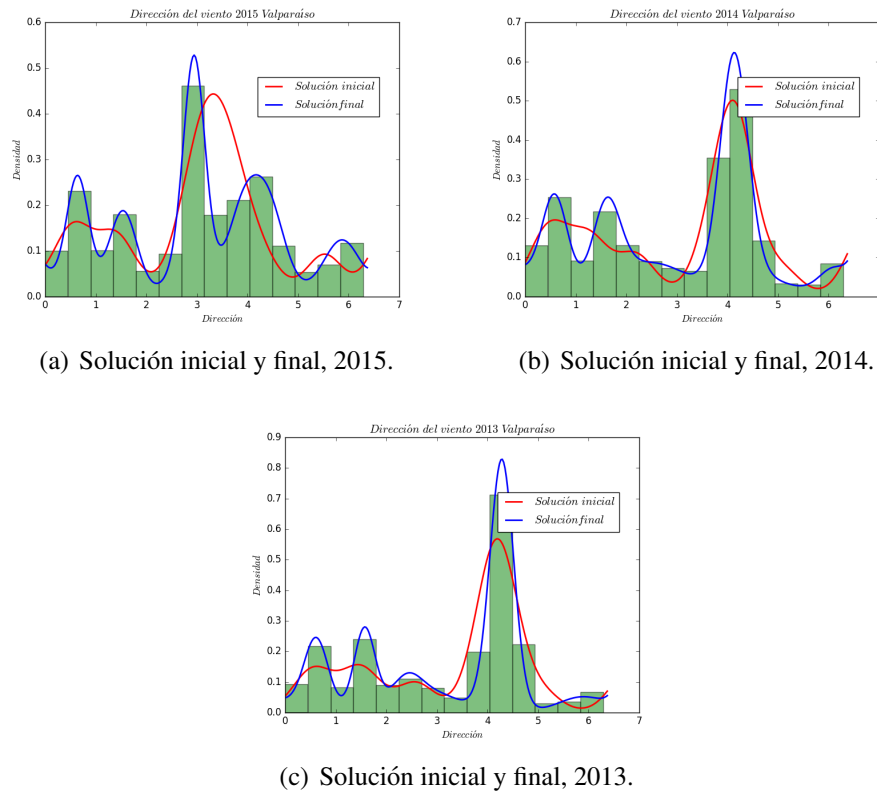 Dirección del viento 2015 Valparaíso
0.6
0.5
0.4
0.3
0.2
0.1
0.0
Densidad
Solución inicial
Soluciónfinal
0 1 2 3 4 5 6 7
Dirección
(a) Solución inicial y final, 2015.
Dirección del viento 2014 Valparaíso
0.7
0.6
0.5
0.4
0.3
0.2
0.1
0.0
Densidad
Solución inicial
Soluciónfinal
0 1 2 3 4 5 6
Dirección
(b) Solución inicial y final, 2014.
Dirección del viento 2013 Valparaíso
0.9
0.8
0.7
0.6
0.5
0.4
0.3
0.2
0.1
0.0
Densidad
Solución inicial
Soluciónfinal
0 1 2 3 4 5 6 7
Dirección
(c) Solución inicial y final, 2013.